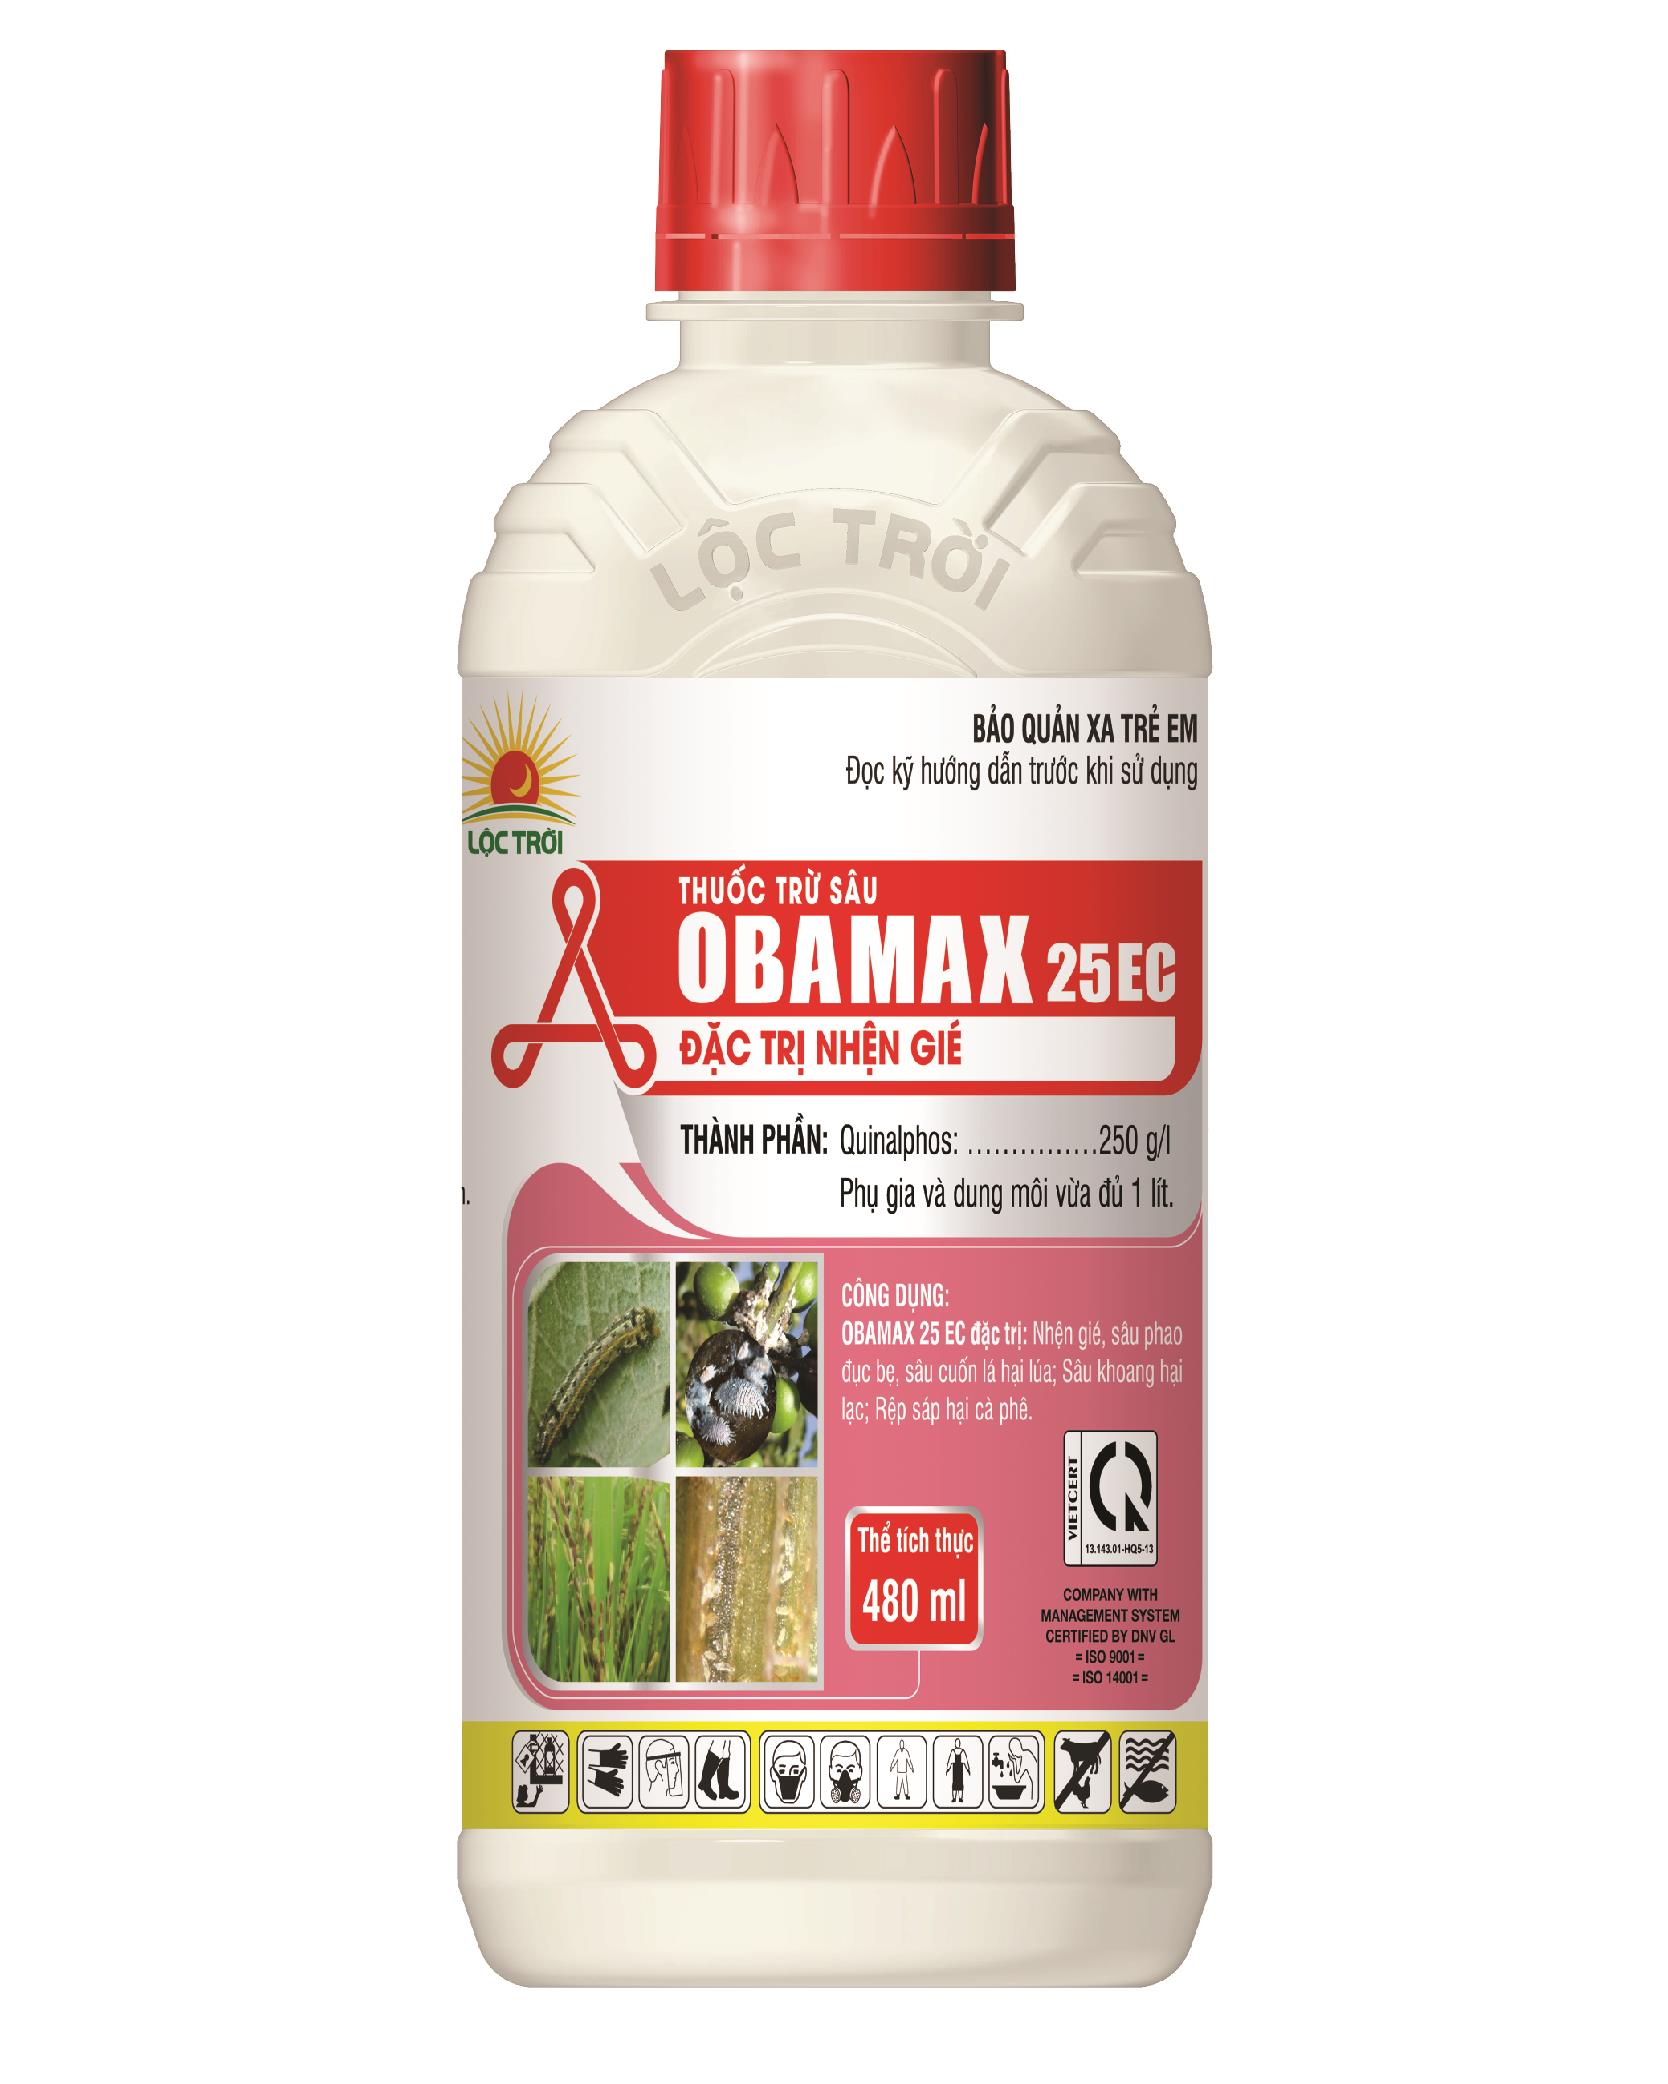 LỘC TRỜI
BẢO QUẢN XA TRẺ EM
Đọc kỹ hướng dẫn trước khi sử dụng
LỘC TRỜI
THUỐC TRỪ SÂU
OBAMAX 25 EC
ĐẶC TRỊ NHỆN GIÉ
THÀNH PHẦN: Quinalphos: ...............250 g/l
Phụ gia và dung môi vừa đủ 1 lít.
n.
CÔNG DỤNG:
OBAMAX 25 EC đặc trị: Nhện gié, sâu phao
đục bẹ, sâu cuốn lá hại lúa; Sâu khoang hại
lạc; Rệp sáp hại cà phê.
VIETCERT
13.143.01-HQ5-13
Thể tích thực
480 ml
COMPANY WITH
MANAGEMENT SYSTEM
CERTIFIED BY DNV GL
= ISO 9001 =
= ISO 14001 =